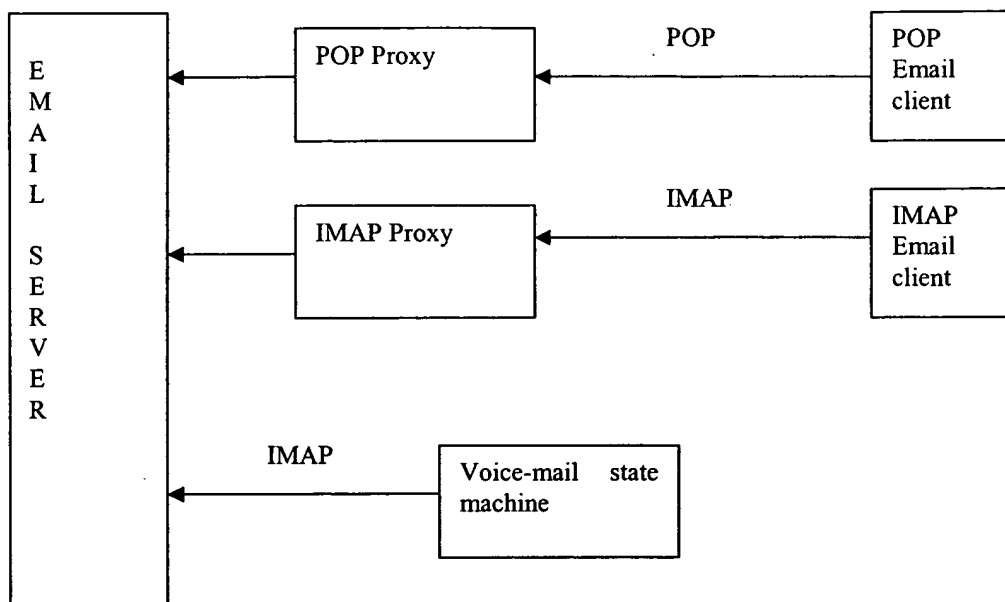 E
M
A
I
L
S
E
R
V
E
R
POP Proxy
POP
POP
Email
client
IMAP Proxy
IMAP
IMAP
Email
client
IMAP
Voice-mail state
machine